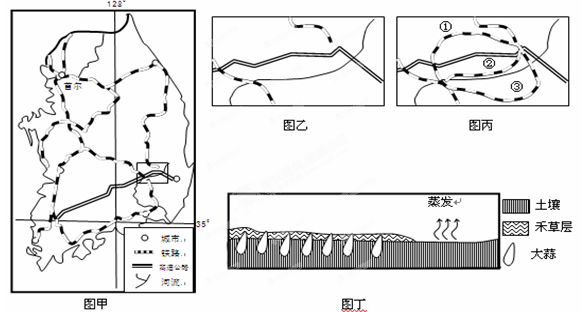 128°
首尔
35°
城市
铁路
高速公路
河流
图甲
图乙
① ② ③
图丙
蒸发
土壤
禾草层
大蒜
图丁